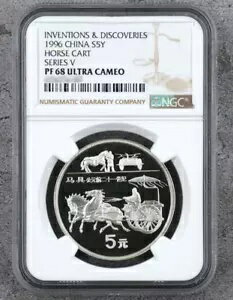 INVENTIONS & DISCOVERIES
1996 CHINA S5Y
HORSE CART
SERIES V
PF 68 ULTRA CAMEO
NUMISMATIC GUARANTY COMPANY
NGC
5元